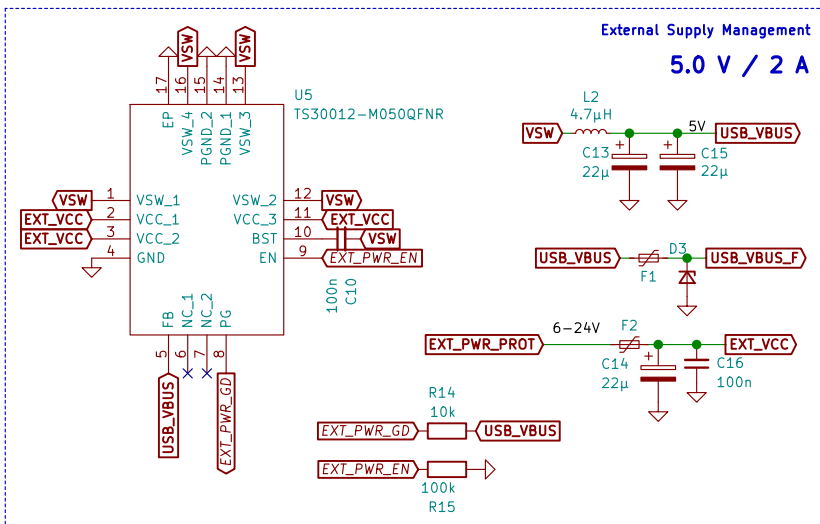 External Supply Management
5.0 V / 2 A
VSW
VSW
17
16
15
14
13
EP
VSW_4
PGND_2
PGND_1
VSW_3
U5
TS30012-M050QFNR
VSW 1 VSW_1
EXT_VCC 2 VCC_1
EXT_VCC 3 VCC_2
4 GND
VSW_2 12 VSW
VCC_3 11 EXT_VCC
BST 10 VSW
EN 9 EXT_PWR_EN
100n
C10
FB
NC_1
NC_2
PG
5
6
7
8
USB_VBUS
EXT_PWR_GD
L2
4.7µH
VSW
5V
USB_VBUS
+
+
C13
22µ
C15
22µ
USB_VBUS
F1
D3
USB_VBUS_F
6-24V
F2
EXT_PWR_PROT
EXT_VCC
+
C14
22µ
C16
100n
R14
10k
EXT_PWR_GD
USB_VBUS
EXT_PWR_EN
100k
R15